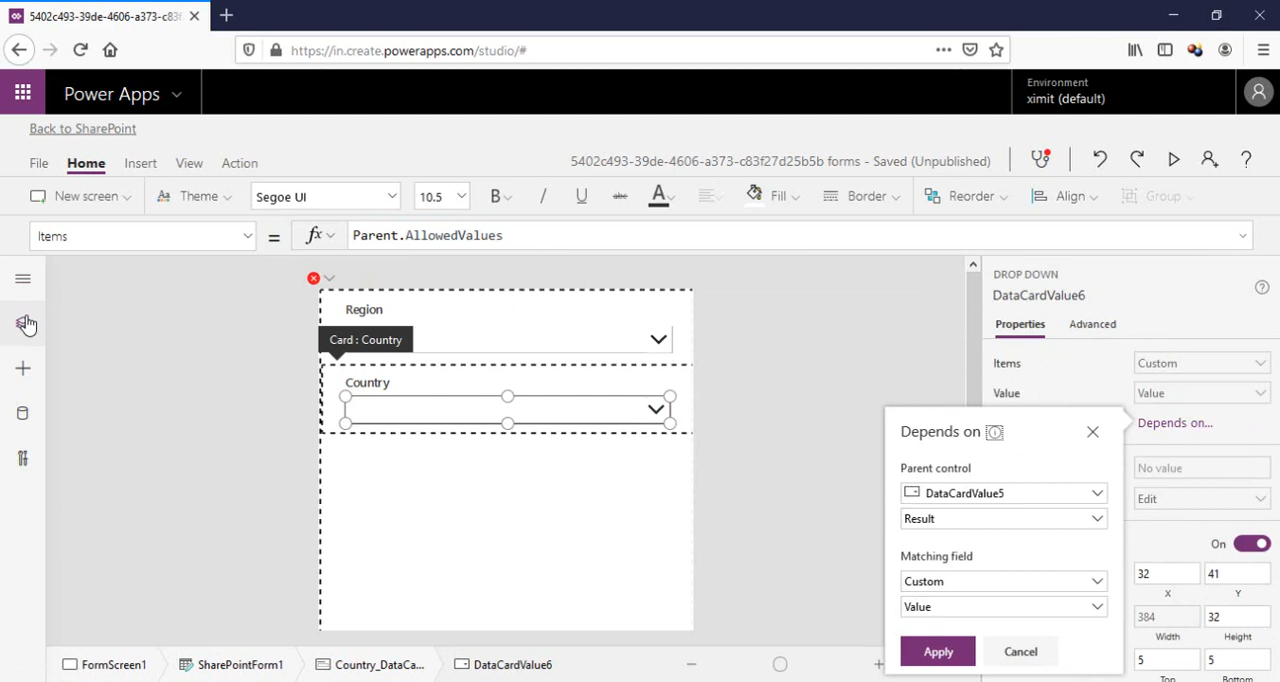 5402c493-39de-4606-a373-c83f
https://in.create.powerapps.com/studio/#
Power Apps
Environment
ximit (default)
Back to SharePoint
File Home Insert View Action
5402c493-39de-4606-a373-c83f27d25b5b forms - Saved (Unpublished)
New screen Theme Segoe UI 10.5 B / U abc A Fill Border Reorder Align Group
Items = fx Parent.AllowedValues
Region
Card : Country
Country
DROP DOWN
DataCardValue6
Properties Advanced
Items Custom
Value Value
Depends on...
No value
Edit
On
32 41
X Y
384 32
Width Height
5 5
Top Bottom
Depends on
Parent control
DataCardValue5
Result
Matching field
Custom
Value
Apply Cancel
FormScreen1 SharePointForm1 Country_DataCa... DataCardValue6